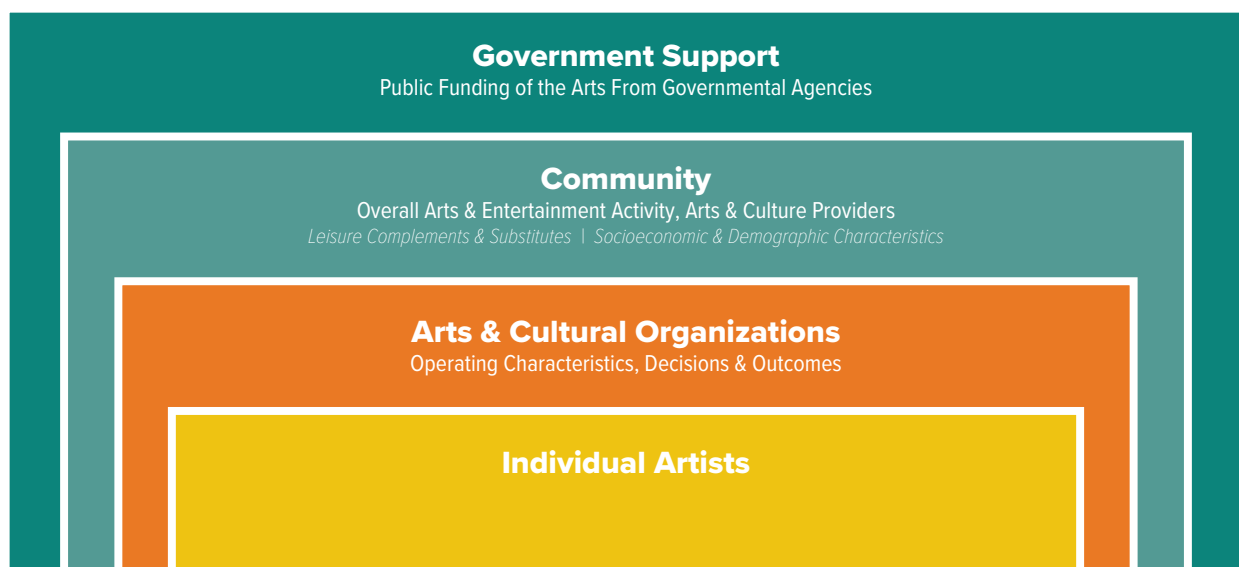 Government Support
Public Funding of the Arts From Governmental Agencies
Community
Overall Arts & Entertainment Activity, Arts & Culture Providers
Leisure Complements & Substitutes | Socioeconomic & Demographic Characteristics
Arts & Cultural Organizations
Operating Characteristics, Decisions & Outcomes
Individual Artists